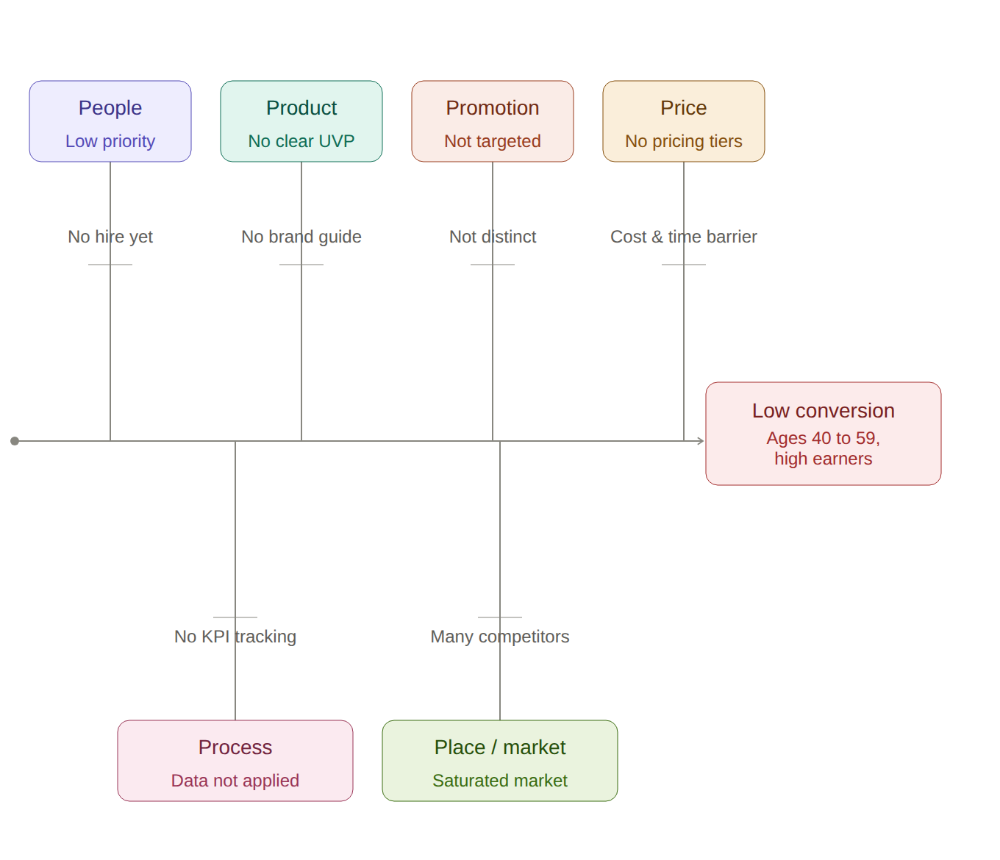 People
Low priority
Product
No clear UVP
Promotion
Not targeted
Price
No pricing tiers
No hire yet
No brand guide
Not distinct
Cost & time barrier
Low conversion
Ages 40 to 59,
high earners
No KPI tracking
Many competitors
Process
Data not applied
Place / market
Saturated market